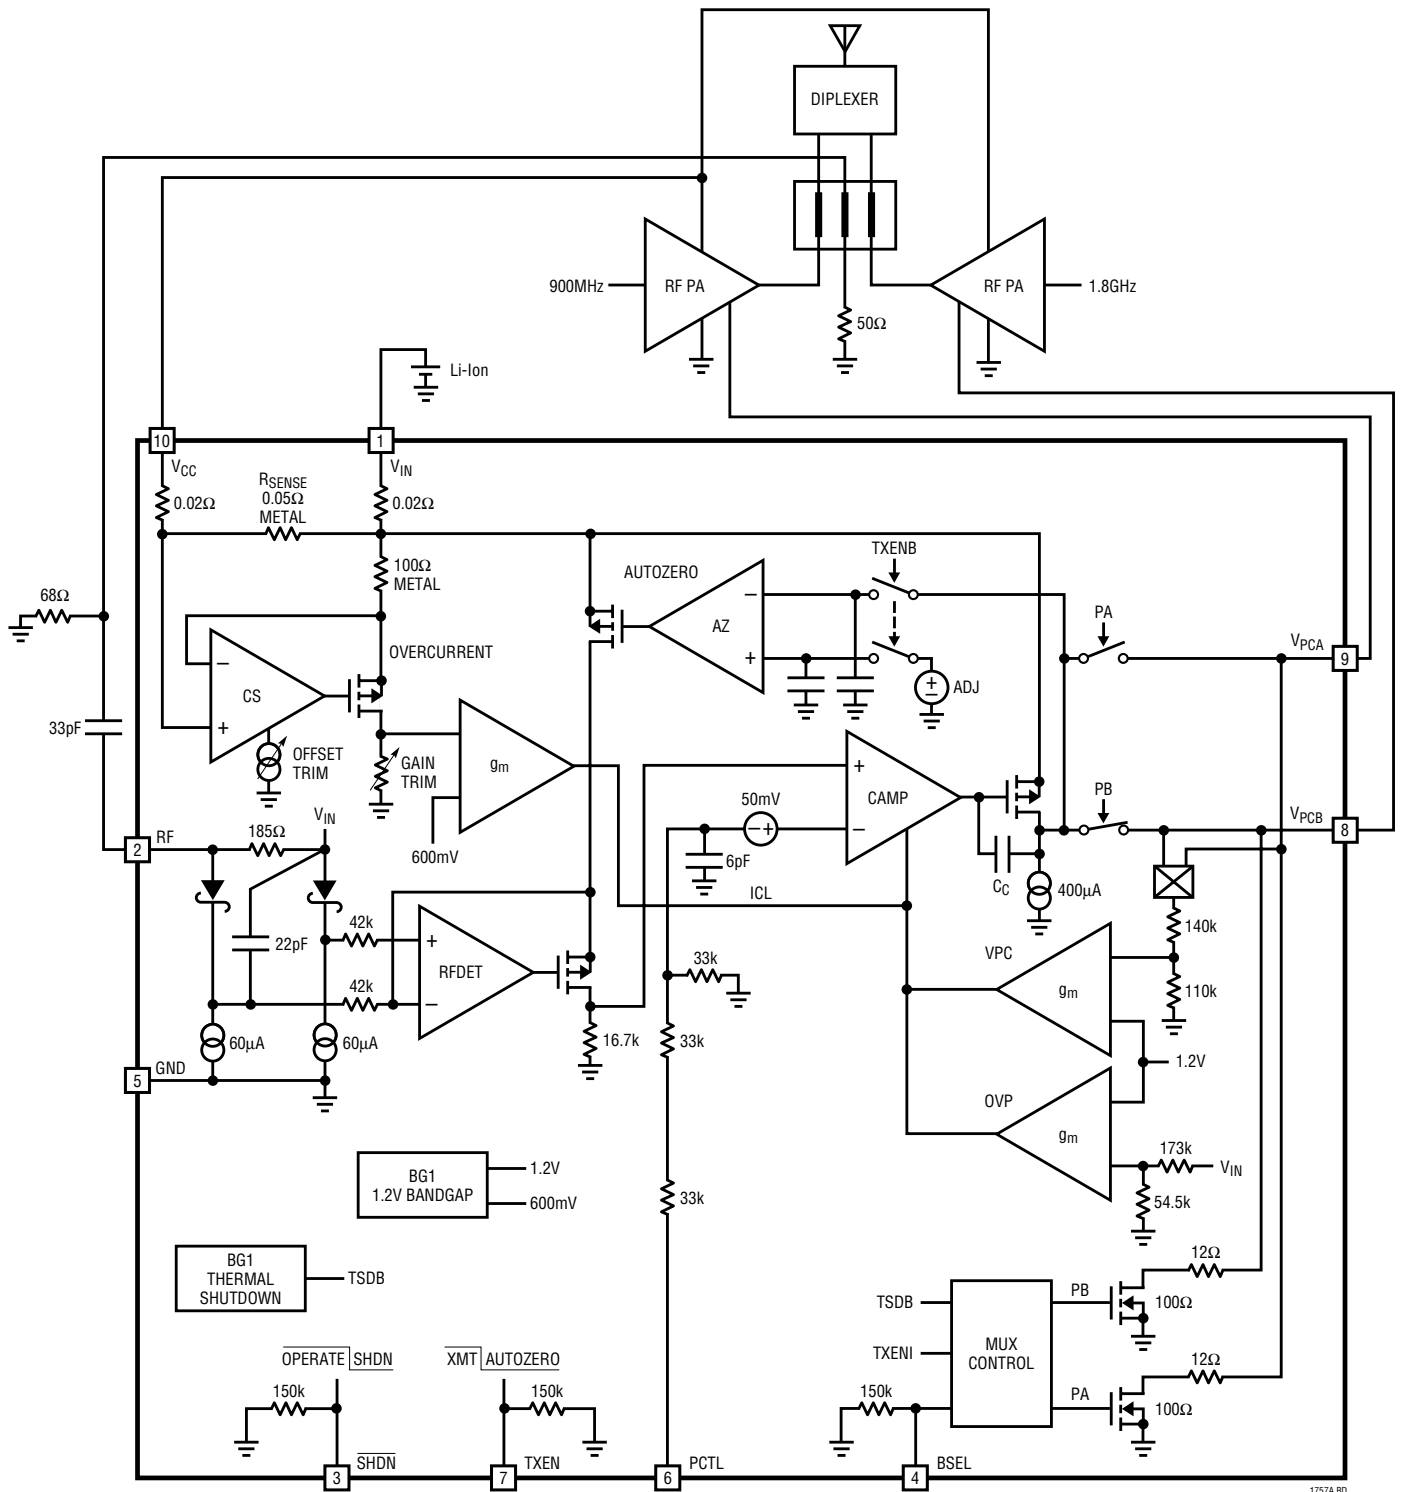 DIPLEXER
900MHz
RF PA
RF PA
1.8GHz
50Ω
Li-Ion
10
1
VCC
VIN
RSENSE
0.05Ω
METAL
0.02Ω
0.02Ω
100Ω
METAL
AUTOZERO
TXENB
68Ω
AZ
−
+
PA
VPCA
9
OVERCURRENT
−
CS
+
+
−
ADJ
33pF
OFFSET
TRIM
GAIN
TRIM
gm
600mV
50mV
−+
+
CAMP
−
PB
VPCB
8
VIN
2
RF
185Ω
6pF
CC
400µA
ICL
140k
22pF
42k
+
RFDET
−
42k
33k
VPC
gm
110k
60µA
60µA
16.7k
33k
1.2V
5
GND
OVP
gm
BG1
1.2V BANDGAP
1.2V
600mV
33k
173k
VIN
54.5k
BG1
THERMAL
SHUTDOWN
TSDB
12Ω
TSDB
PB
100Ω
TXENI
MUX
CONTROL
OPERATE SHDN
XMT AUTOZERO
12Ω
150k
150k
150k
PA
100Ω
3
SHDN
7
TXEN
6
PCTL
4
BSEL
1757A BD